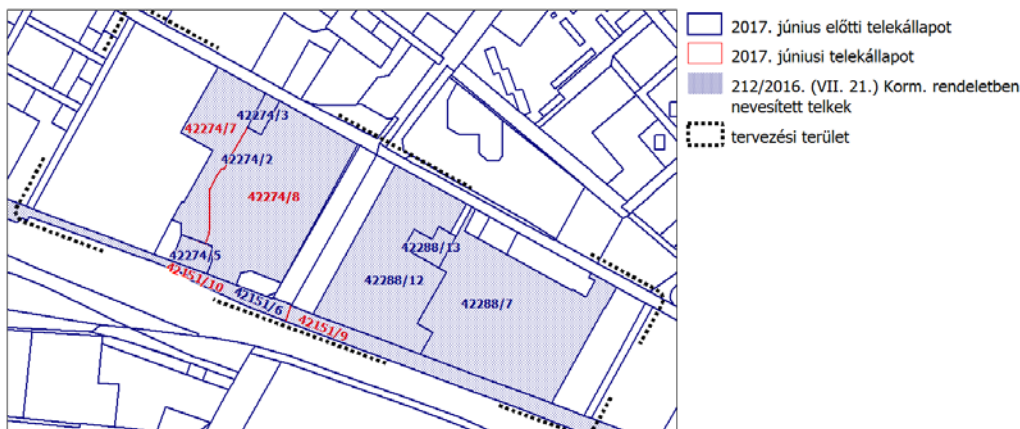 2017. június előtti telekállapot
2017. júniusi telekállapot
212/2016. (VII. 21.) Korm. rendeletben
nevesített telkek
tervezési terület
42274/3
42274/7
42274/2
42274/8
42274/5
42151/10
42151/6
42151/9
42288/13
42288/12
42288/7